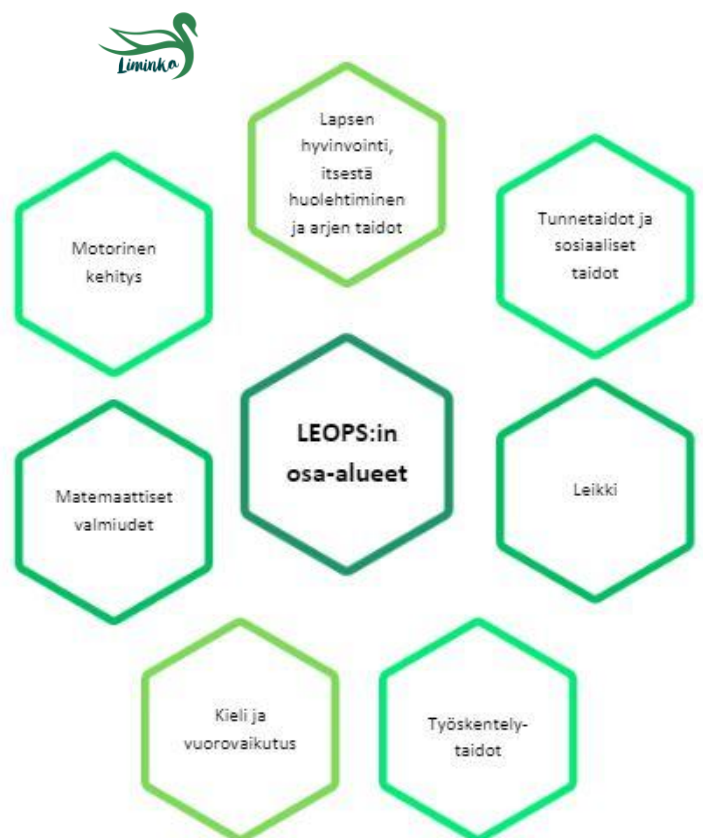 Liminka
Lapsen
hyvinvointi,
itsestä
huolehtiminen
ja arjen taidot
Tunnetaidot ja
sosiaaliset
taidot
Motorinen
kehitys
LEOPS:in
osa-alueet
Leikki
Matemaattiset
valmiudet
Kieli ja
vuorovaikutus
Työskentely-
taidot